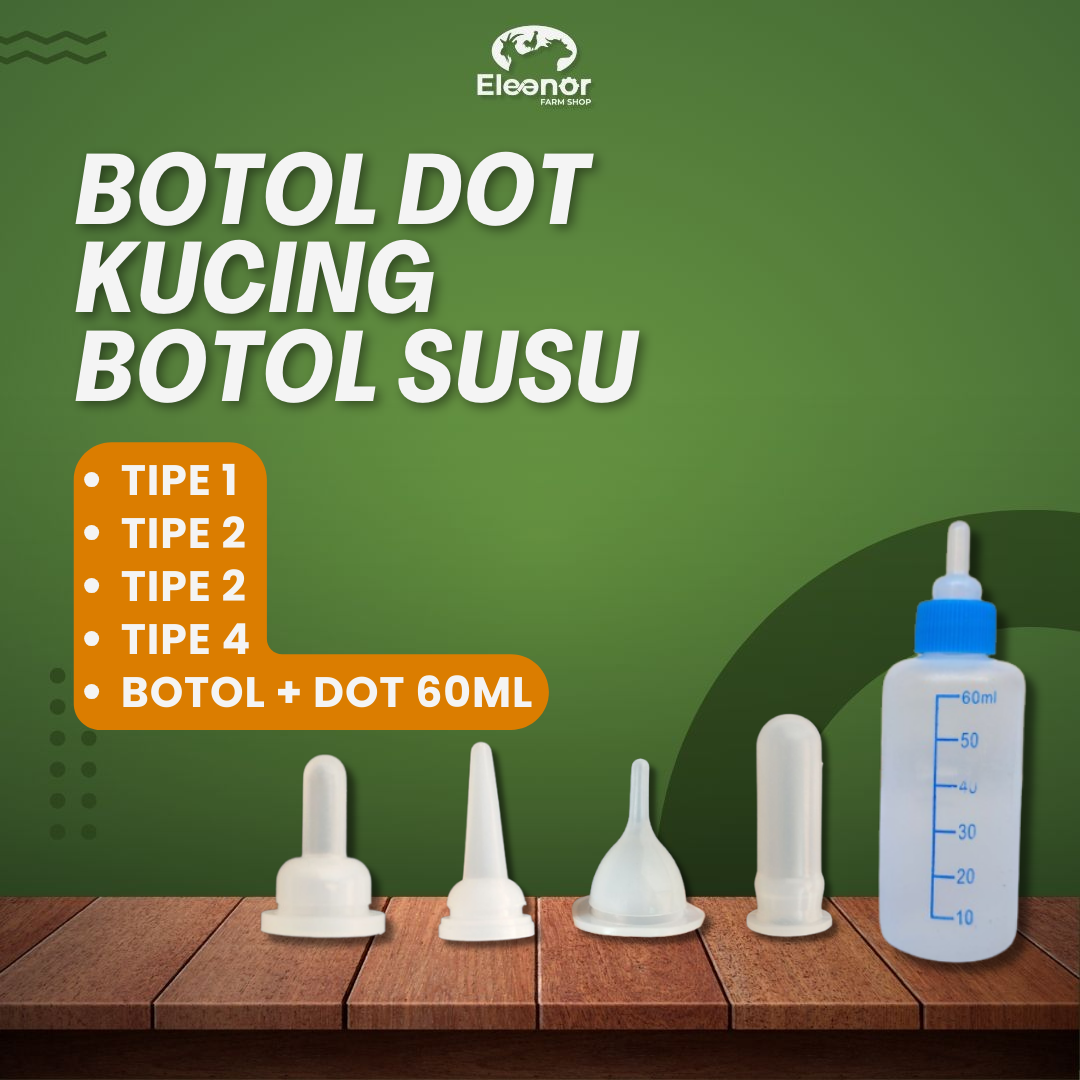 Eleanor
FARM SHOP
BOTOL DOT
KUCING
BOTOL SUSU
• TIPE 1
• TIPE 2
• TIPE 2
• TIPE 4
• BOTOL + DOT 60ML
60ml
50
40
30
20
10